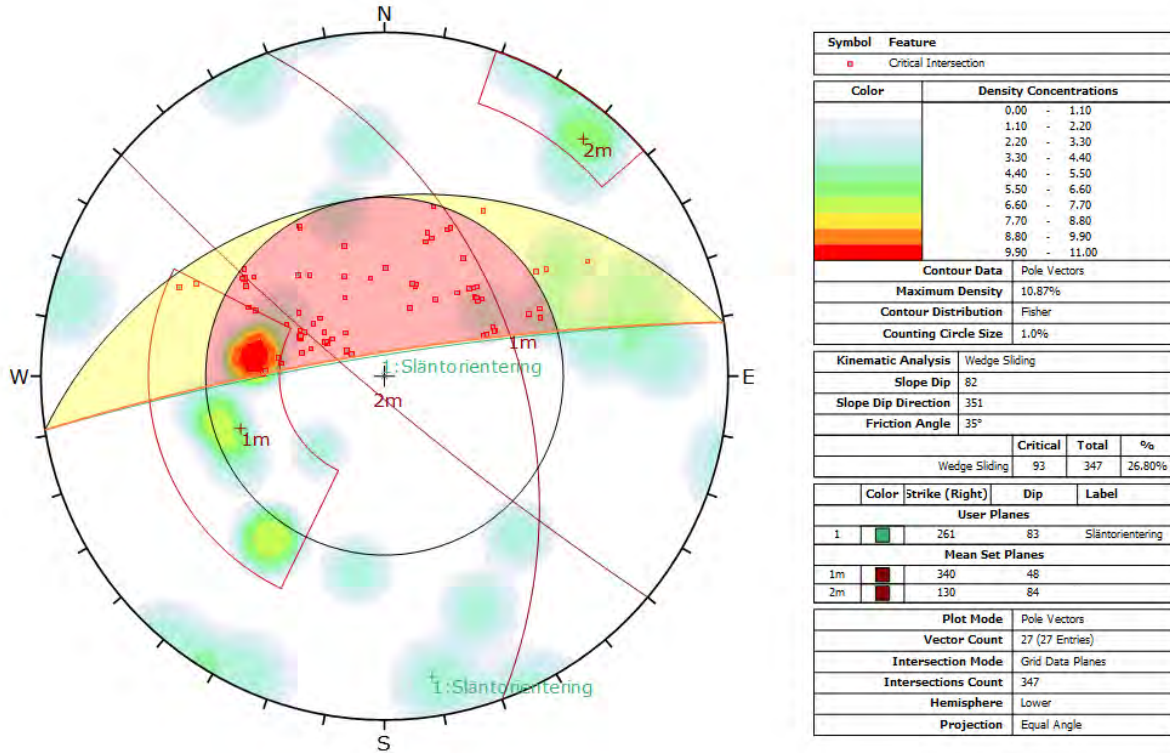 N
W
E
S
2m
1m
1:Släntorientering
2m
1m
1:Släntorientering
Symbol Feature
Critical Intersection
Color Density Concentrations
0.00 - 1.10
1.10 - 2.20
2.20 - 3.30
3.30 - 4.40
4.40 - 5.50
5.50 - 6.60
6.60 - 7.70
7.70 - 8.80
8.80 - 9.90
9.90 - 11.00
Contour Data Pole Vectors
Maximum Density 10.87%
Contour Distribution Fisher
Counting Circle Size 1.0%
Kinematic Analysis Wedge Sliding
Slope Dip 82
Slope Dip Direction 351
Friction Angle 35°
Critical Total %
Wedge Sliding 93 347 26.80%
Color Strike (Right) Dip Label
User Planes
1 261 83 Släntorientering
Mean Set Planes
1m 340 48
2m 130 84
Plot Mode Pole Vectors
Vector Count 27 (27 Entries)
Intersection Mode Grid Data Planes
Intersections Count 347
Hemisphere Lower
Projection Equal Angle